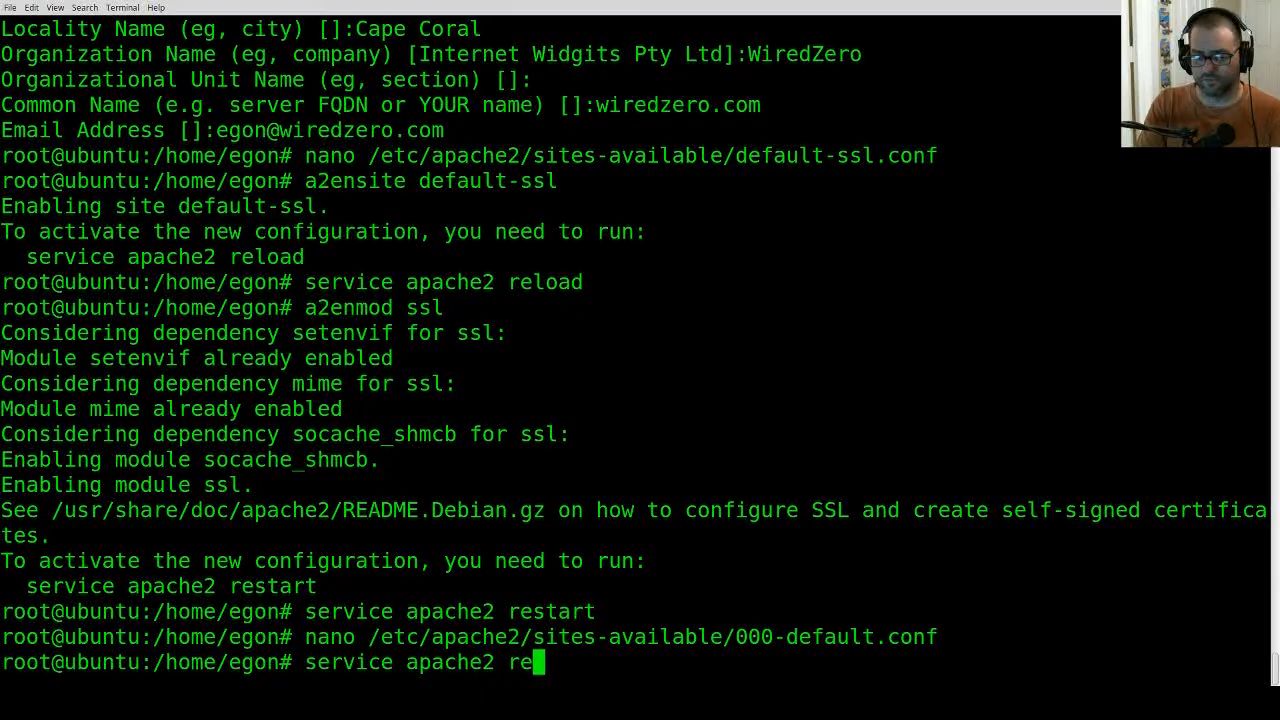 File Edit View Search Terminal Help
Locality Name (eg, city) []:Cape Coral
Organization Name (eg, company) [Internet Widgits Pty Ltd]:WiredZero
Organizational Unit Name (eg, section) []:
Common Name (e.g. server FQDN or YOUR name) []:wiredzero.com
Email Address []:egon@wiredzero.com
root@ubuntu:/home/egon# nano /etc/apache2/sites-available/default-ssl.conf
root@ubuntu:/home/egon# a2ensite default-ssl
Enabling site default-ssl.
To activate the new configuration, you need to run:
  service apache2 reload
root@ubuntu:/home/egon# service apache2 reload
root@ubuntu:/home/egon# a2enmod ssl
Considering dependency setenvif for ssl:
Module setenvif already enabled
Considering dependency mime for ssl:
Module mime already enabled
Considering dependency socache_shmcb for ssl:
Enabling module socache_shmcb.
Enabling module ssl.
See /usr/share/doc/apache2/README.Debian.gz on how to configure SSL and create self-signed certifica
tes.
To activate the new configuration, you need to run:
  service apache2 restart
root@ubuntu:/home/egon# service apache2 restart
root@ubuntu:/home/egon# nano /etc/apache2/sites-available/000-default.conf
root@ubuntu:/home/egon# service apache2 re